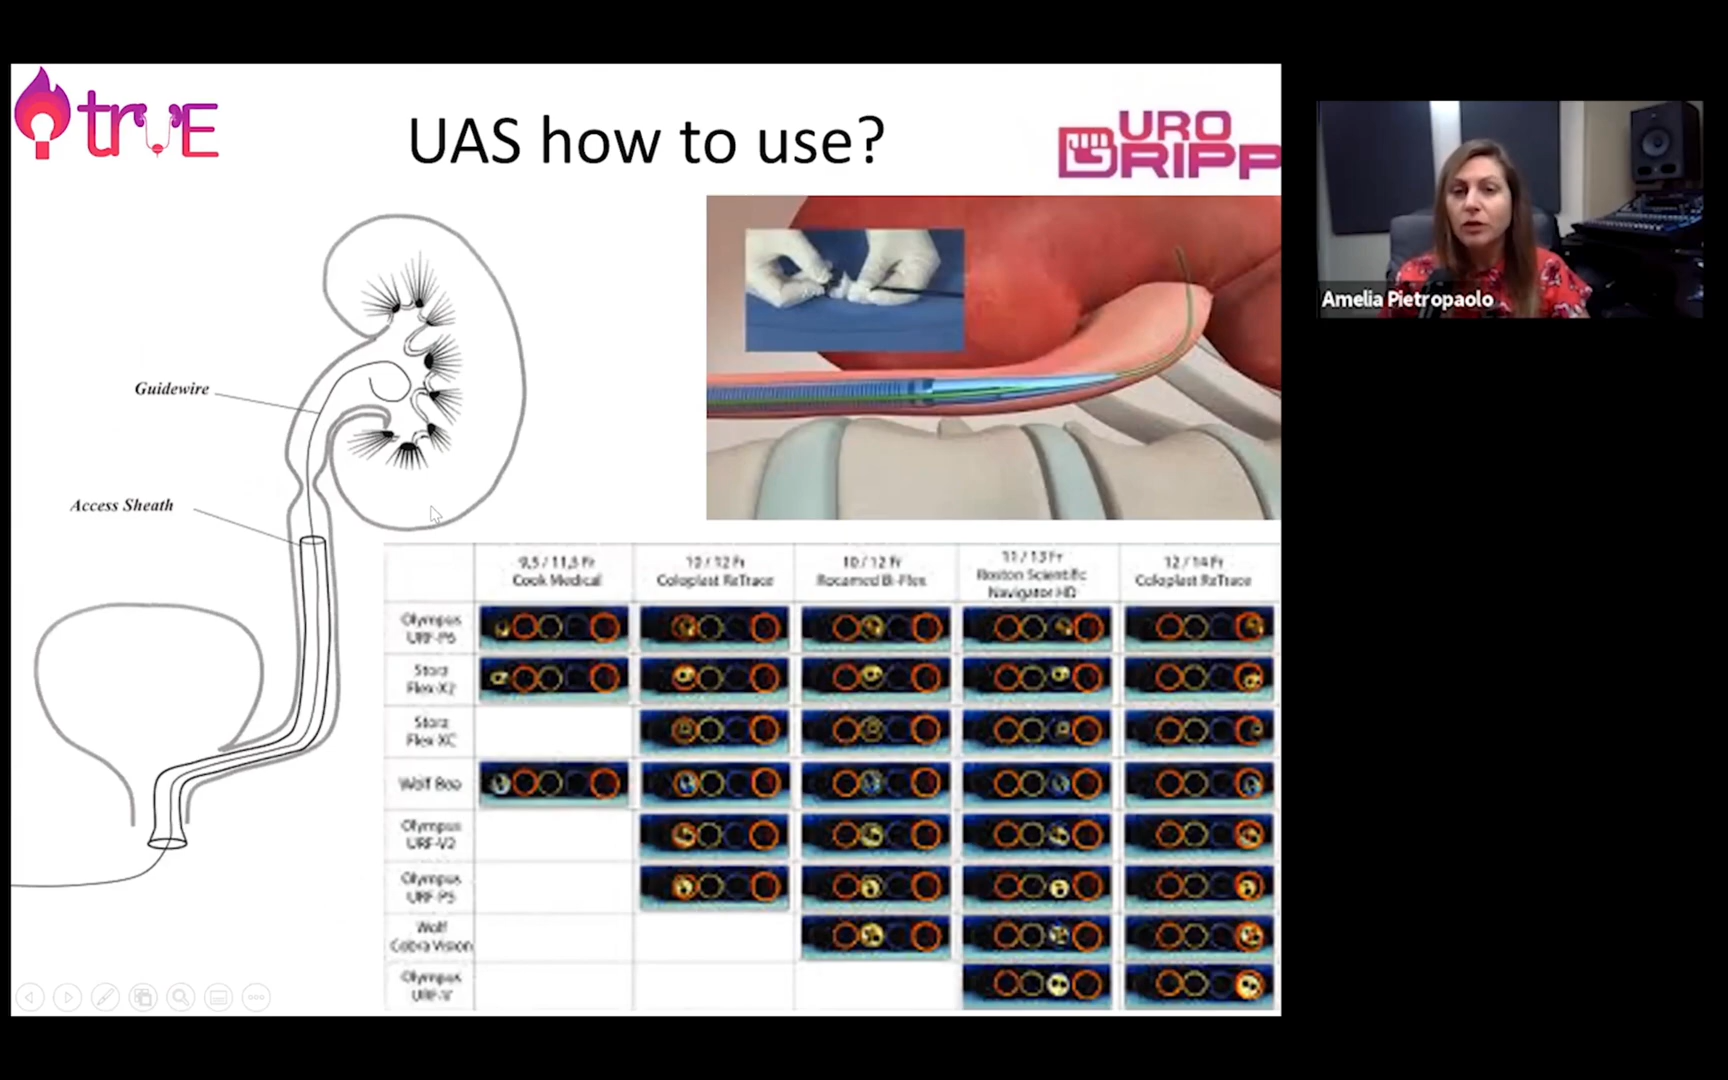 trUE
UAS how to use?
URO
GRIPP
Amelia Pietropaolo
Guidewire
Access Sheath
9,5 / 11,5 Fr
Cook Medical
10 / 12 Fr
Coloplast ReTrace
10 / 12 Fr
Rocamed Bi-Flex
11 / 13 Fr
Boston Scientific
Navigator HD
12 / 14 Fr
Coloplast ReTrace
Olympus
URF-P6
Storz
Flex-X2
Storz
Flex-XC
Wolf Boa
Olympus
URF-V2
Olympus
URF-P5
Wolf
Cobra Vision
Olympus
URF-V